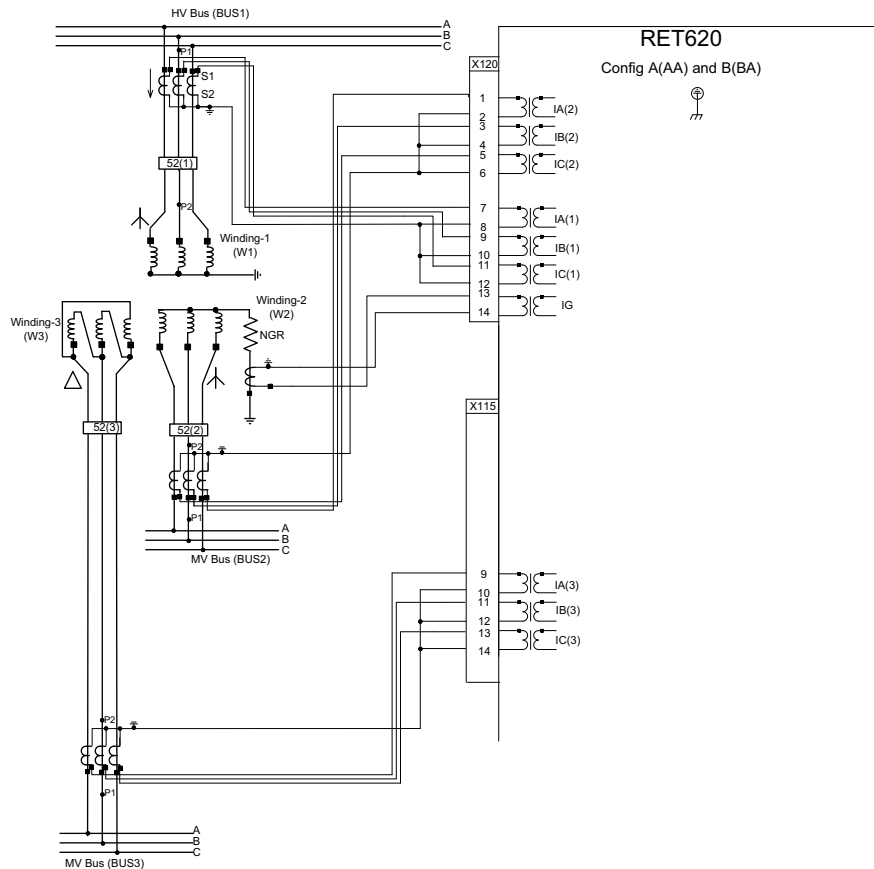 HV Bus (BUS1)
A
B
C
P1
S1
S2
52(1)
P2
Winding-1
(W1)
Winding-2
(W2)
NGR
Winding-3
(W3)
52(3)
52(2)
P2
P1
A
B
C
MV Bus (BUS2)
P2
P1
A
B
C
MV Bus (BUS3)
RET620
Config A(AA) and B(BA)
X120
1
2
3
4
5
6
7
8
9
10
11
12
13
14
IA(2)
IB(2)
IC(2)
IA(1)
IB(1)
IC(1)
IG
X115
9
10
11
12
13
14
IA(3)
IB(3)
IC(3)